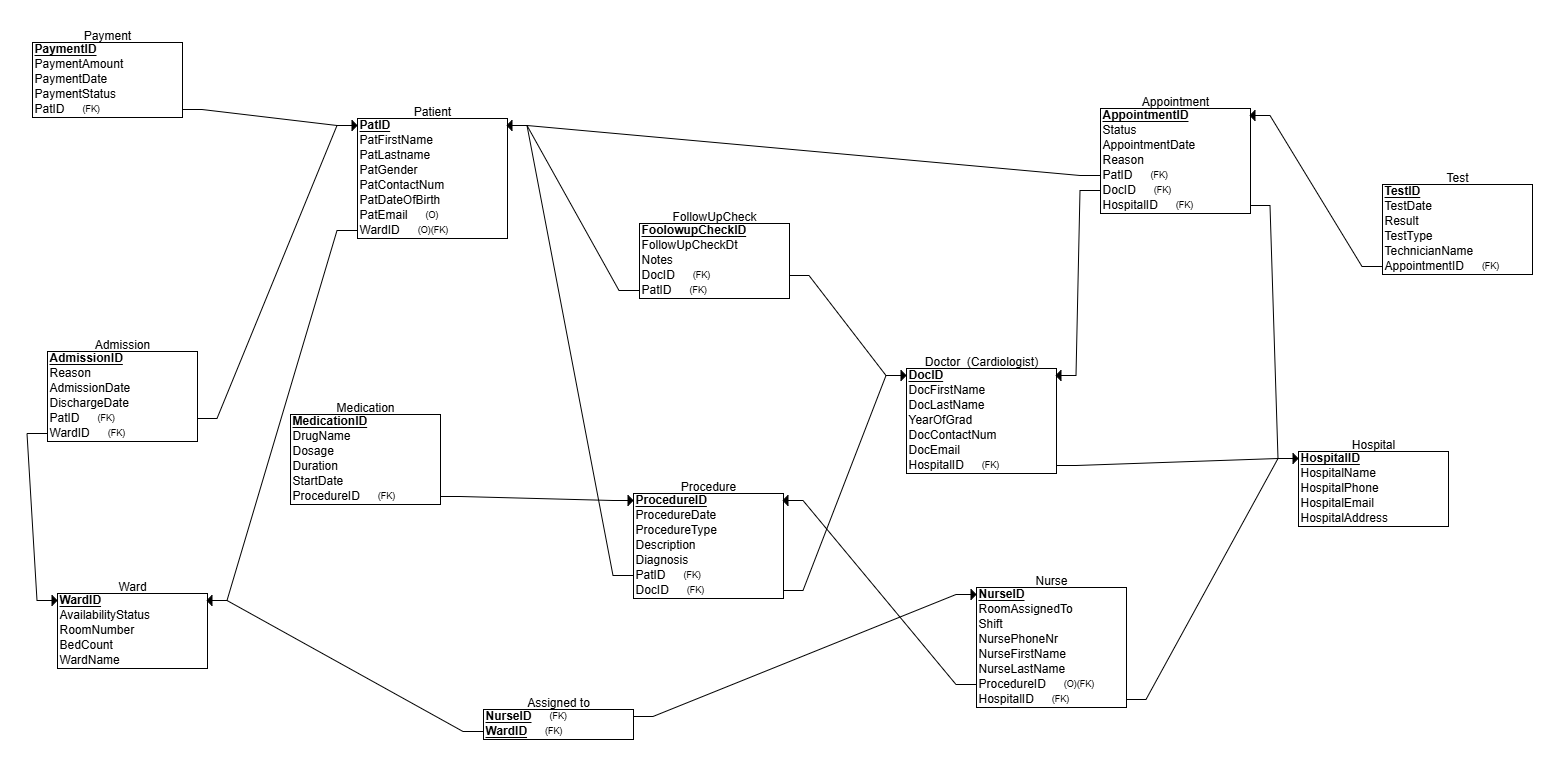 Payment
PaymentID
PaymentAmount
PaymentDate
PaymentStatus
PatID (FK)
Patient
PatID
PatFirstName
PatLastname
PatGender
PatContactNum
PatDateOfBirth
PatEmail (O)
WardID (O)(FK)
Appointment
AppointmentID
Status
AppointmentDate
Reason
PatID (FK)
DocID (FK)
HospitalID (FK)
Test
TestID
TestDate
Result
TestType
TechnicianName
AppointmentID (FK)
FollowUpCheck
FoolowupCheckID
FollowUpCheckDt
Notes
DocID (FK)
PatID (FK)
Admission
AdmissionID
Reason
AdmissionDate
DischargeDate
PatID (FK)
WardID (FK)
Medication
MedicationID
DrugName
Dosage
Duration
StartDate
ProcedureID (FK)
Doctor (Cardiologist)
DocID
DocFirstName
DocLastName
YearOfGrad
DocContactNum
DocEmail
HospitalID (FK)
Hospital
HospitalID
HospitalName
HospitalPhone
HospitalEmail
HospitalAddress
Procedure
ProcedureID
ProcedureDate
ProcedureType
Description
Diagnosis
PatID (FK)
DocID (FK)
Ward
WardID
AvailabilityStatus
RoomNumber
BedCount
WardName
Nurse
NurseID
RoomAssignedTo
Shift
NursePhoneNr
NurseFirstName
NurseLastName
ProcedureID (O)(FK)
HospitalID (FK)
Assigned to
NurseID (FK)
WardID (FK)